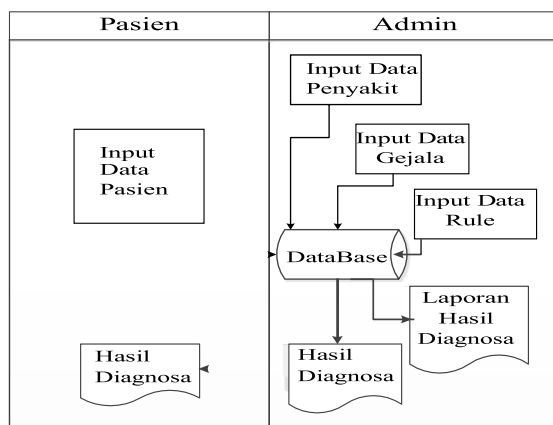 Pasien
Admin
Input
Data
Pasien
Hasil
Diagnosa
Input Data
Penyakit
Input Data
Gejala
Input Data
Rule
DataBase
Laporan
Hasil
Diagnosa
Hasil
Diagnosa